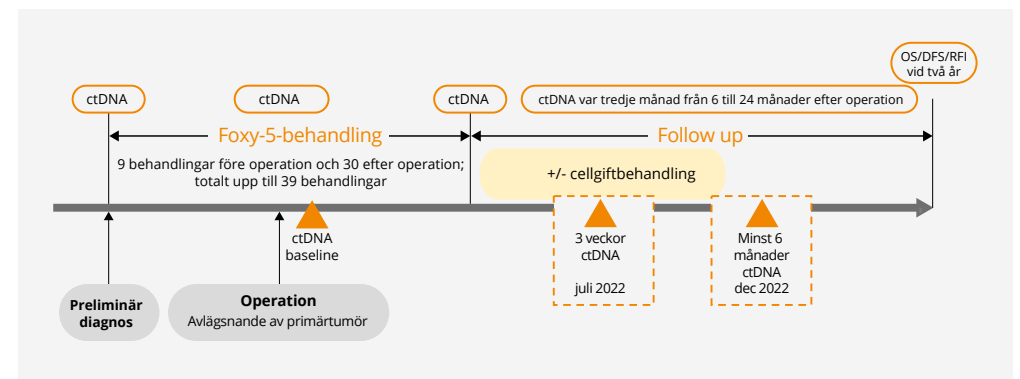 OS/DFS/RFI
vid två år
ctDNA
ctDNA
ctDNA
ctDNA var tredje månad från 6 till 24 månader efter operation
Foxy-5-behandling
Follow up
9 behandlingar före operation och 30 efter operation;
totalt upp till 39 behandlingar
+/- cellgiftbehandling
ctDNA
baseline
3 veckor
ctDNA
juli 2022
Minst 6
månader
ctDNA
dec 2022
Preliminär
diagnos
Operation
Avlägsnande av primärtumör